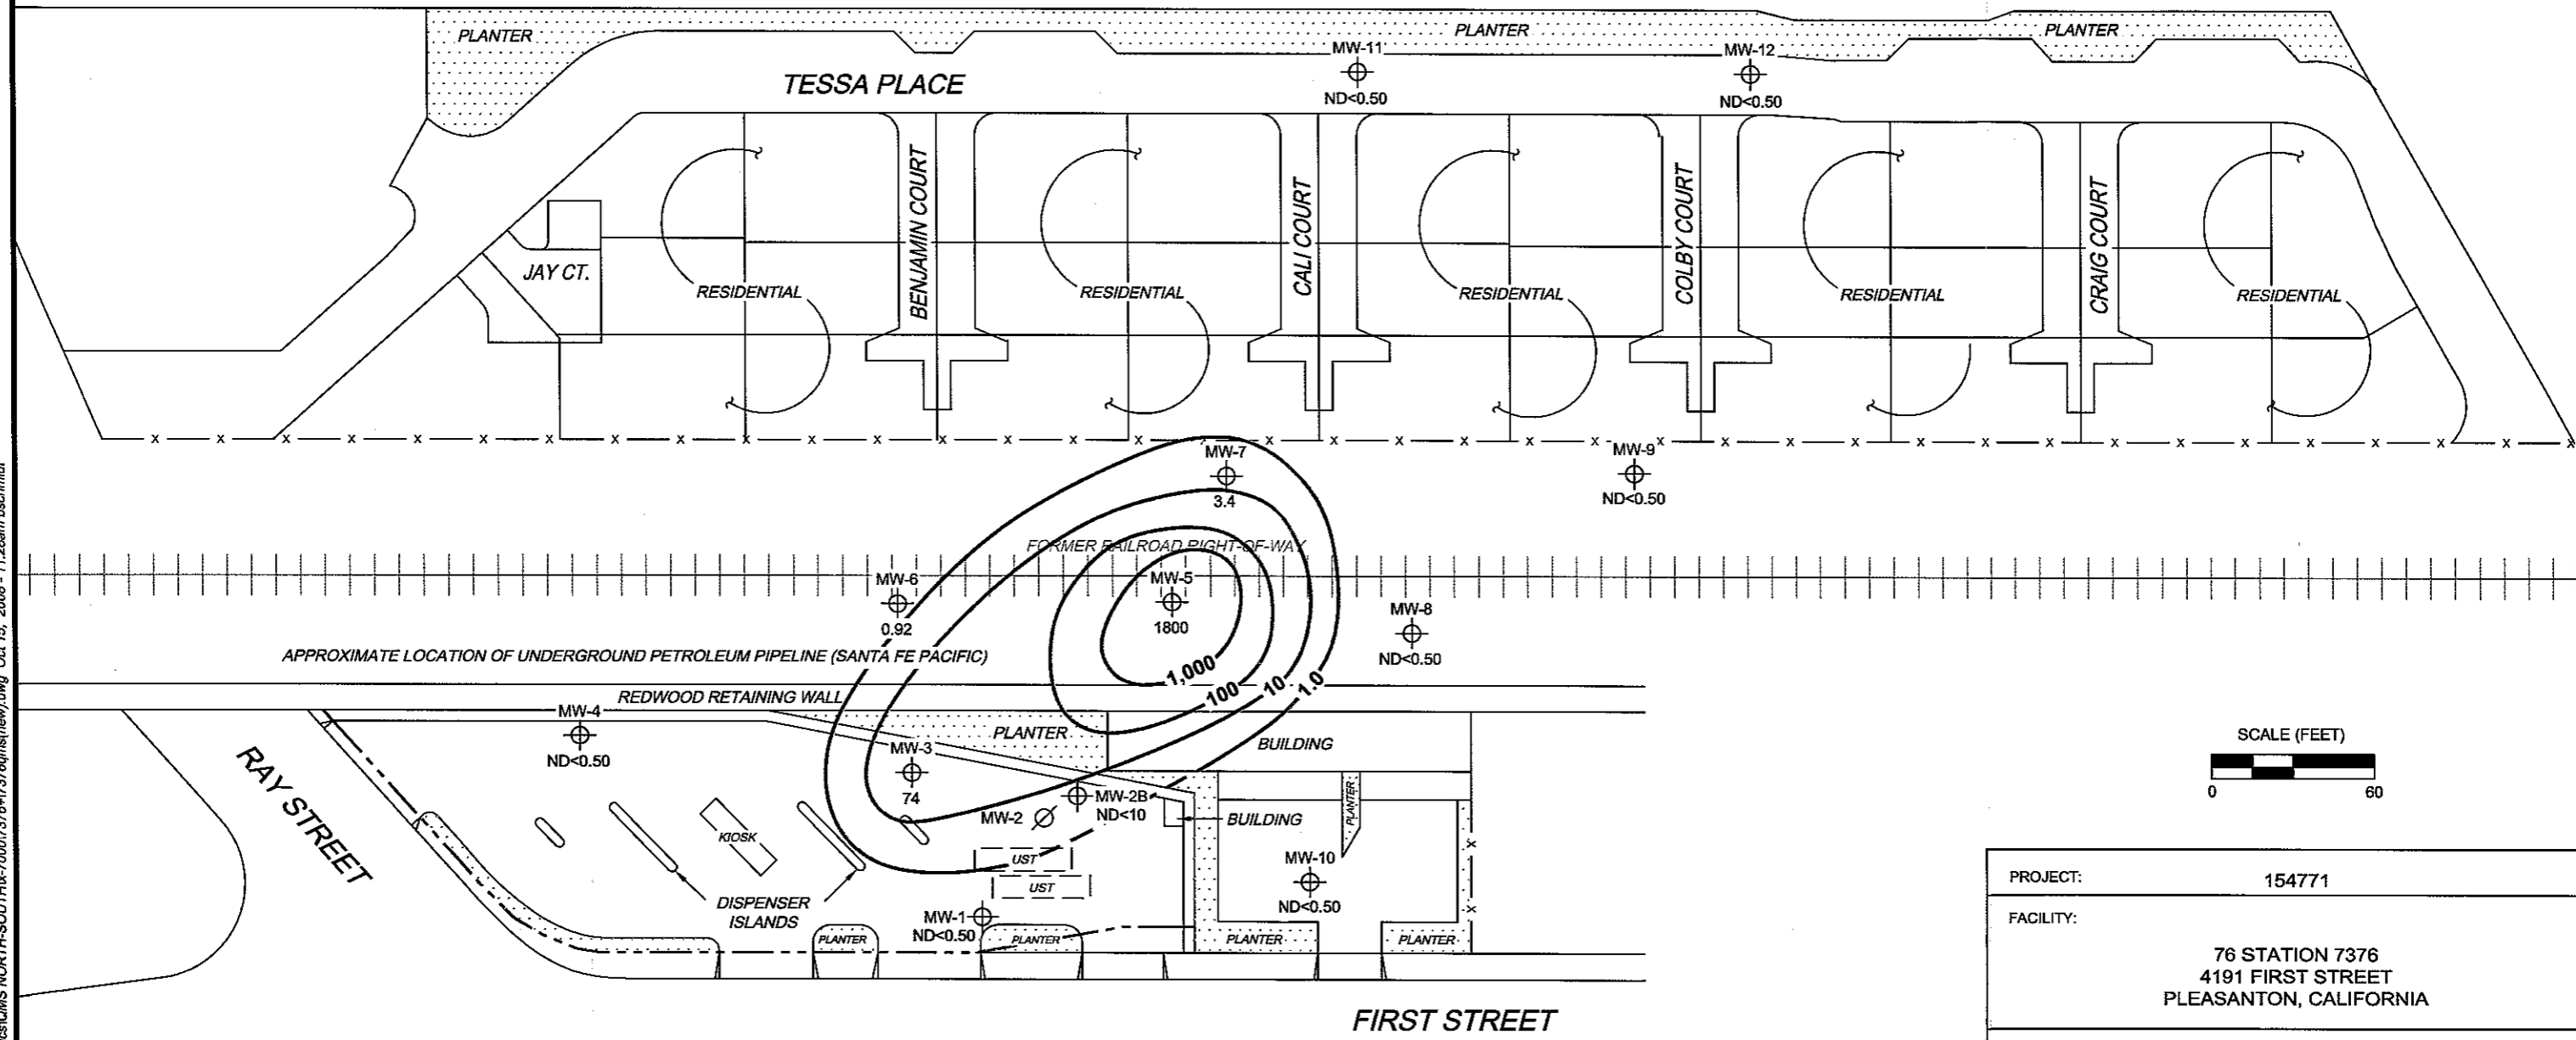 PLANTER
PLANTER
PLANTER
MW-11
ND<0.50
MW-12
ND<0.50
TESSA PLACE
JAY CT.
BENJAMIN COURT
CALI COURT
COLBY COURT
CRAIG COURT
RESIDENTIAL
RESIDENTIAL
RESIDENTIAL
RESIDENTIAL
RESIDENTIAL
x x x x x x x x x x x x x x x x x x x x x x x x x x x x x x x x x x x x x x
MW-7
3.4
MW-9
ND<0.50
FORMER RAILROAD RIGHT-OF-WAY
MW-6
0.92
MW-5
1800
MW-8
ND<0.50
APPROXIMATE LOCATION OF UNDERGROUND PETROLEUM PIPELINE (SANTA FE PACIFIC)
1,000
100
10
1.0
REDWOOD RETAINING WALL
MW-4
ND<0.50
PLANTER
BUILDING
MW-3
74
MW-2B
ND<10
MW-2
BUILDING
PLANTER
RAY STREET
KIOSK
UST
UST
DISPENSER
ISLANDS
MW-1
ND<0.50
MW-10
ND<0.50
x
x
PLANTER
PLANTER
PLANTER
PLANTER
FIRST STREET
SCALE (FEET)
0 60
PROJECT: 154771
FACILITY:
76 STATION 7376
4191 FIRST STREET
PLEASANTON, CALIFORNIA